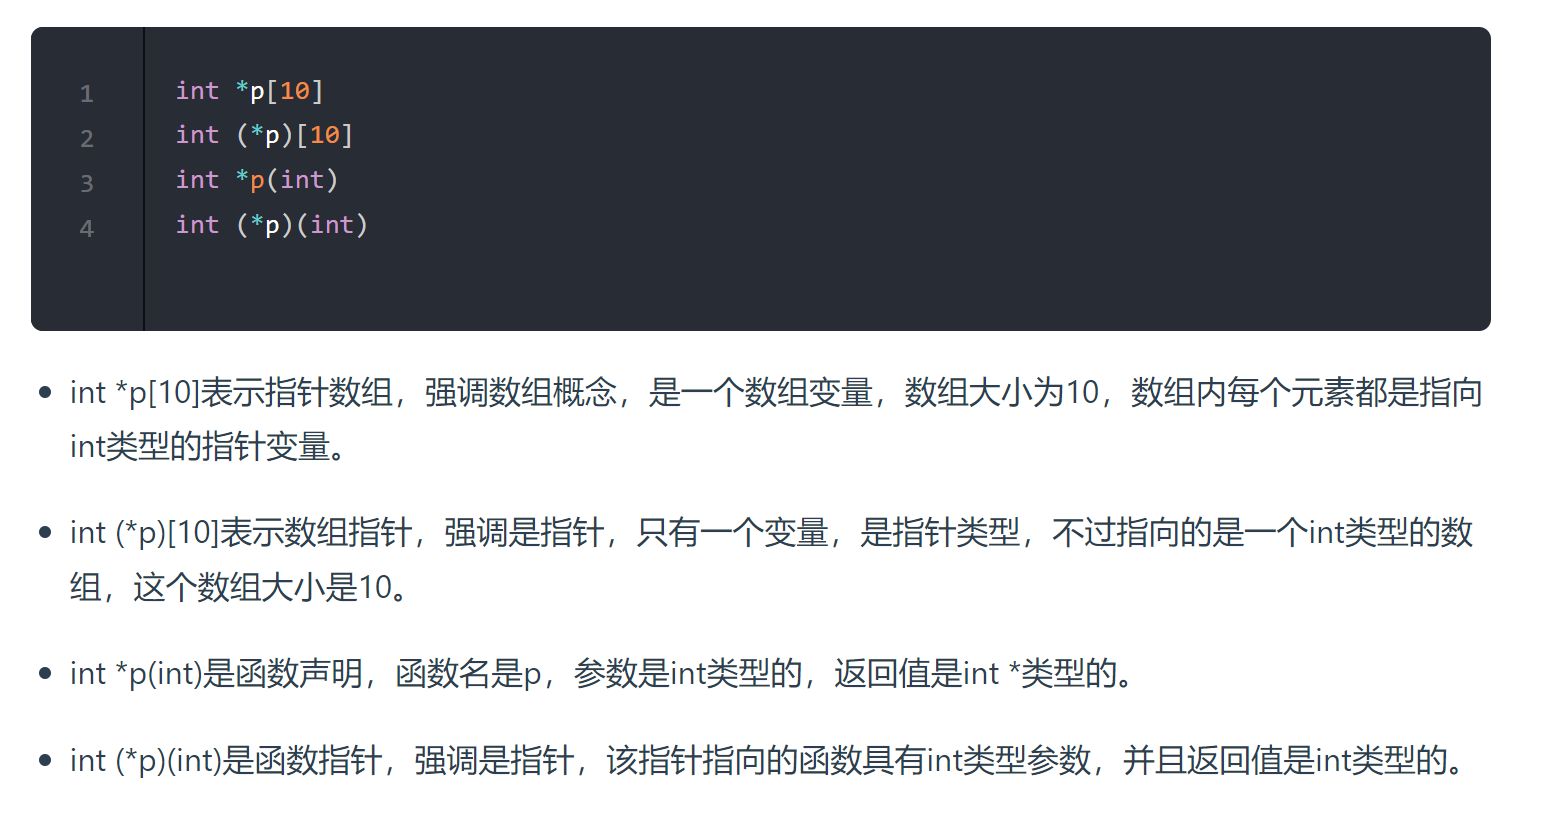 1 int *p[10]
2 int (*p)[10]
3 int *p(int)
4 int (*p)(int)
int *p[10]表示指针数组，强调数组概念，是一个数组变量，数组大小为10，数组内每个元素都是指向
int类型的指针变量。
int (*p)[10]表示数组指针，强调是指针，只有一个变量，是指针类型，不过指向的是一个int类型的数
组，这个数组大小是10。
int *p(int)是函数声明，函数名是p，参数是int类型的，返回值是int *类型的。
int (*p)(int)是函数指针，强调是指针，该指针指向的函数具有int类型参数，并且返回值是int类型的。